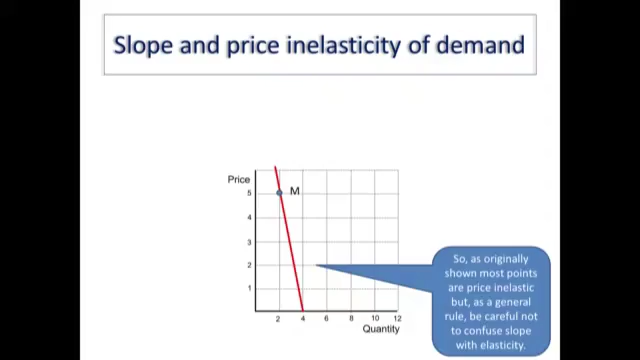 Slope and price inelasticity of demand
Price
5
M
4
3
2
1
2 4 6 8 10 12
Quantity
So, as originally
shown most points
are price inelastic
but, as a general
rule, be careful not
to confuse slope
with elasticity.